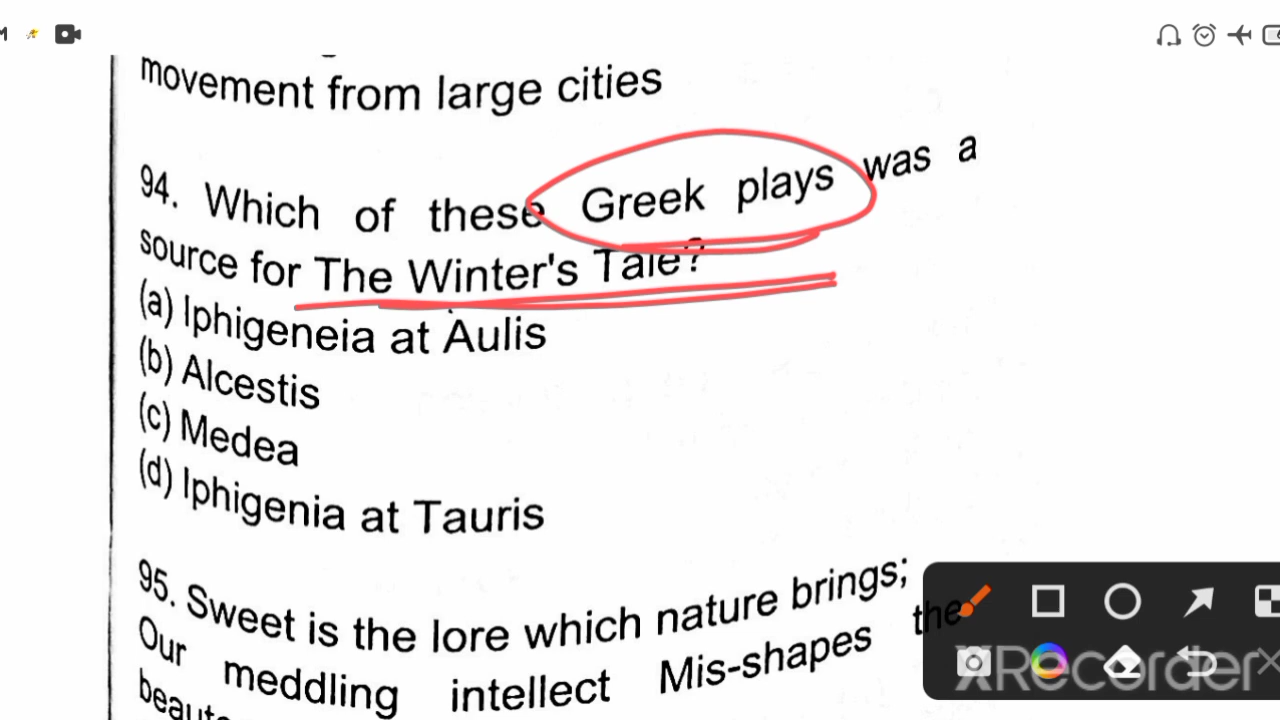 movement from large cities
94. Which of these Greek plays was a
source for The Winter's Tale?
(a) Iphigeneia at Aulis
(b) Alcestis
(c) Medea
(d) Iphigenia at Tauris
95. Sweet is the lore which nature brings;
Our meddling intellect Mis-shapes the
XRecorder